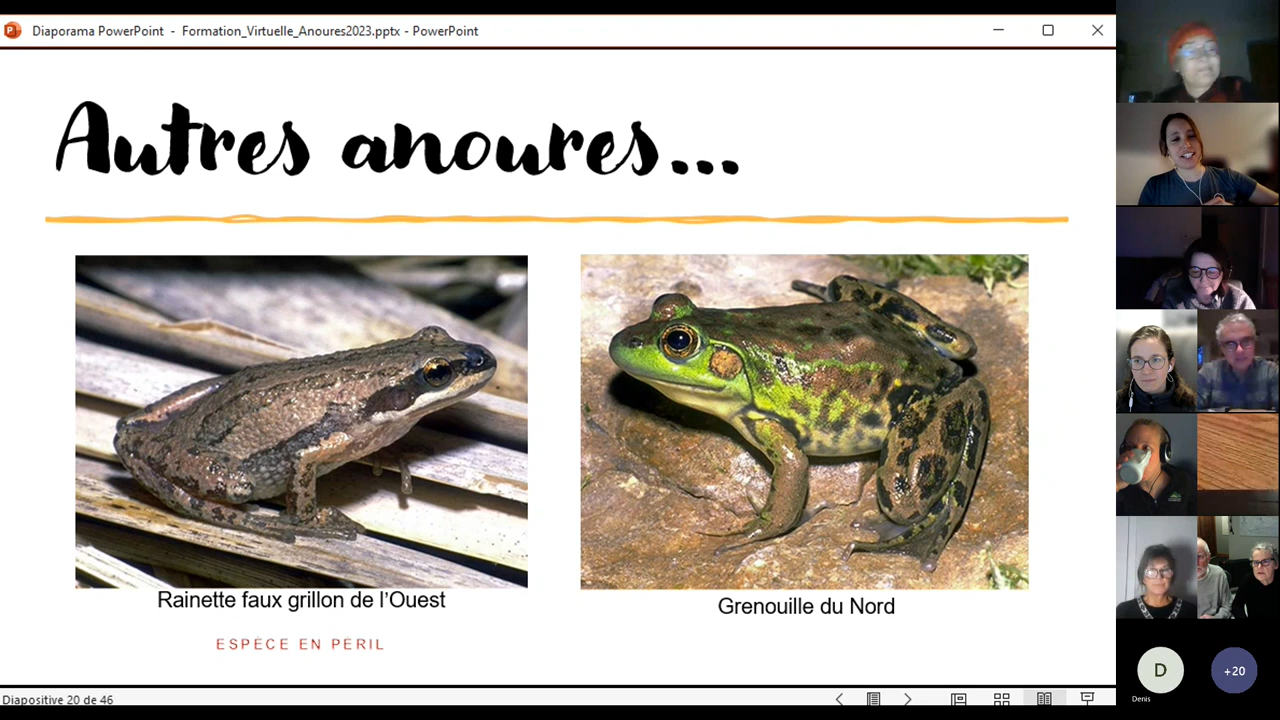 Diaporama PowerPoint - Formation_Virtuelle_Anoures2023.pptx - PowerPoint
Autres anoures...
Rainette faux grillon de l'Ouest
Grenouille du Nord
ESPÈCE EN PÉRIL
Diapositive 20 de 46
D
Denis
+20